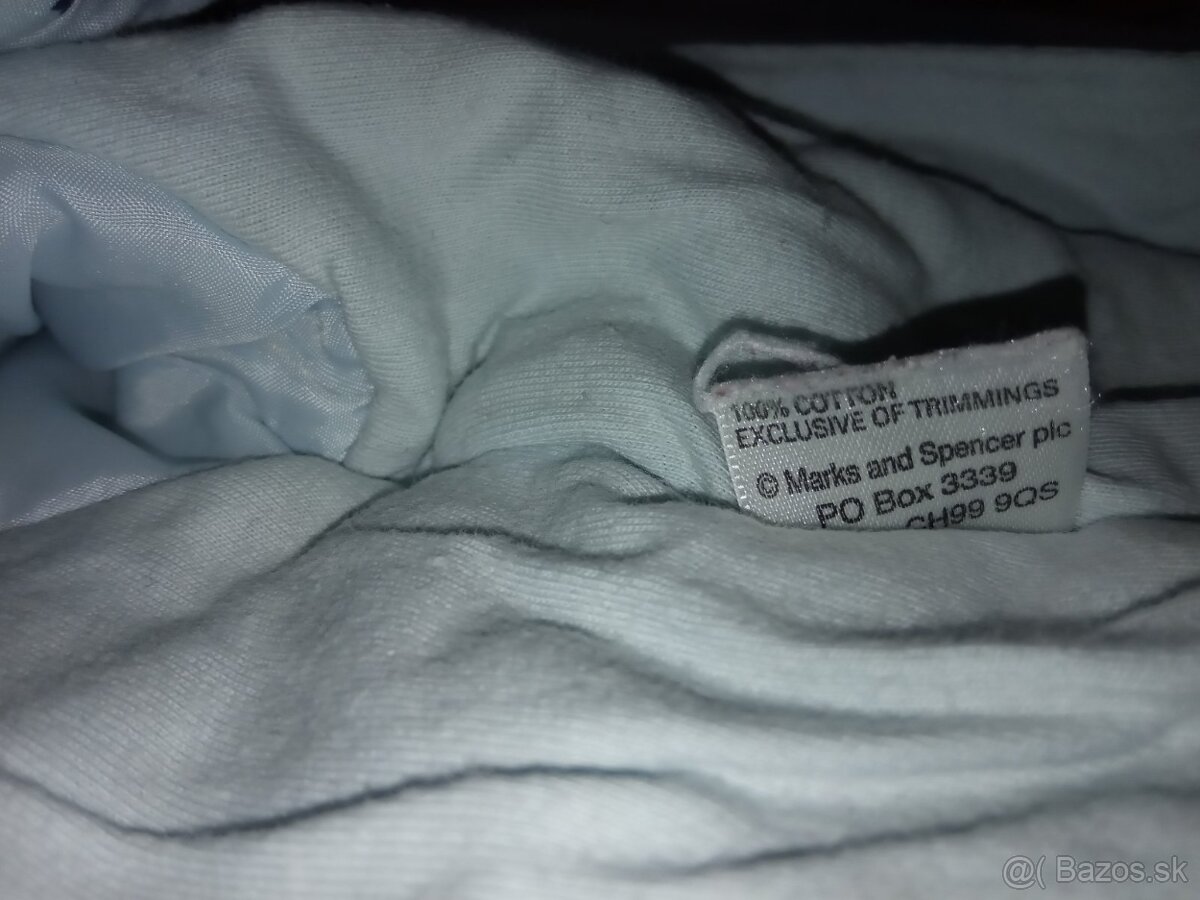 100% COTTON
EXCLUSIVE OF TRIMMINGS
© Marks and Spencer plc
PO Box 3339
CH99 9QS
@( Bazos.sk